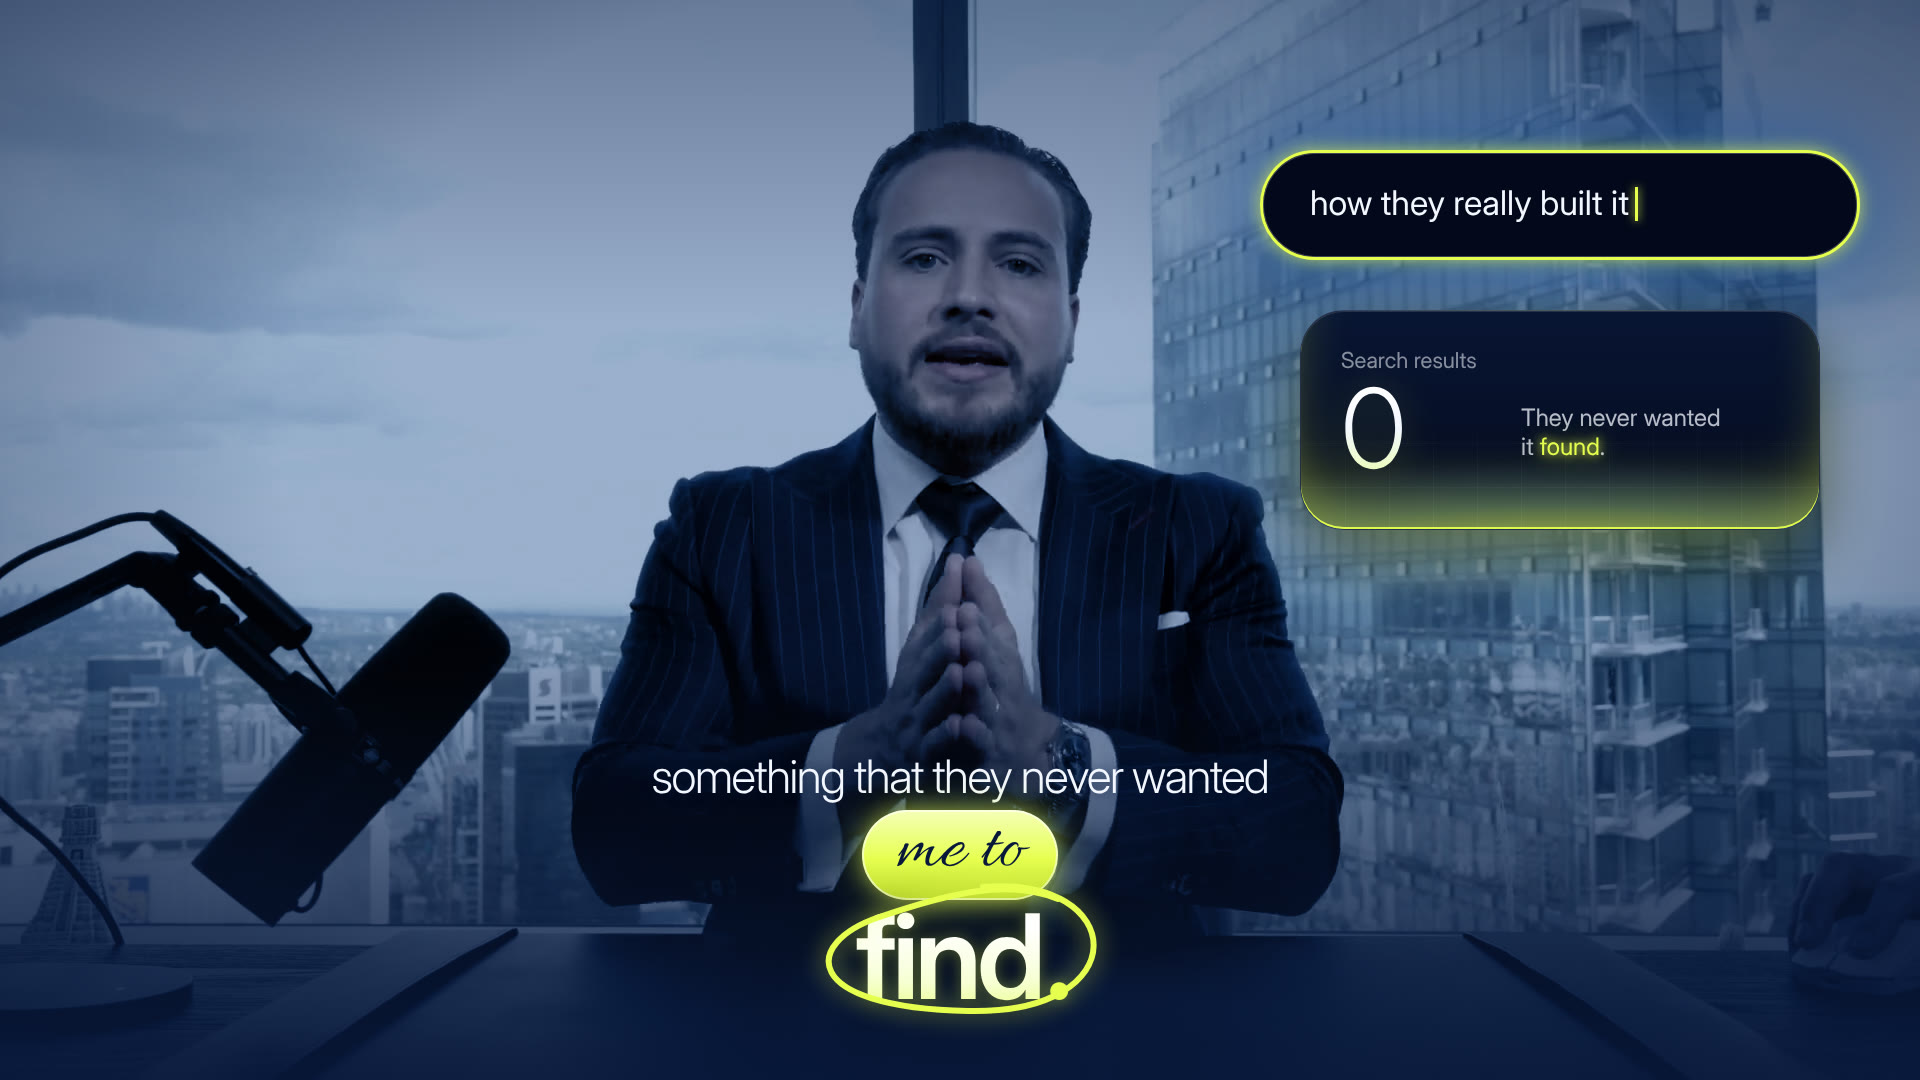 how they really built it
Search results
0
They never wanted
it found.
something that they never wanted
me to
find.